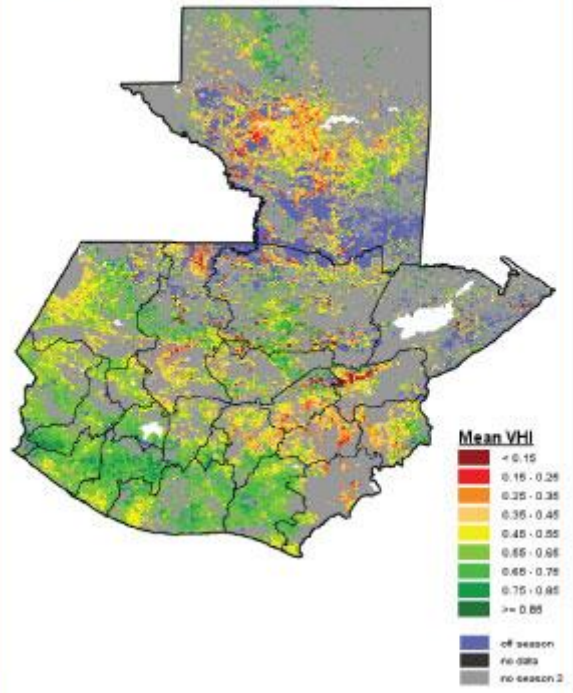 Mean VHI
< 0.15
0.15 - 0.25
0.25 - 0.35
0.35 - 0.45
0.45 - 0.55
0.55 - 0.65
0.65 - 0.75
0.75 - 0.85
>= 0.85
off season
no data
no season 2